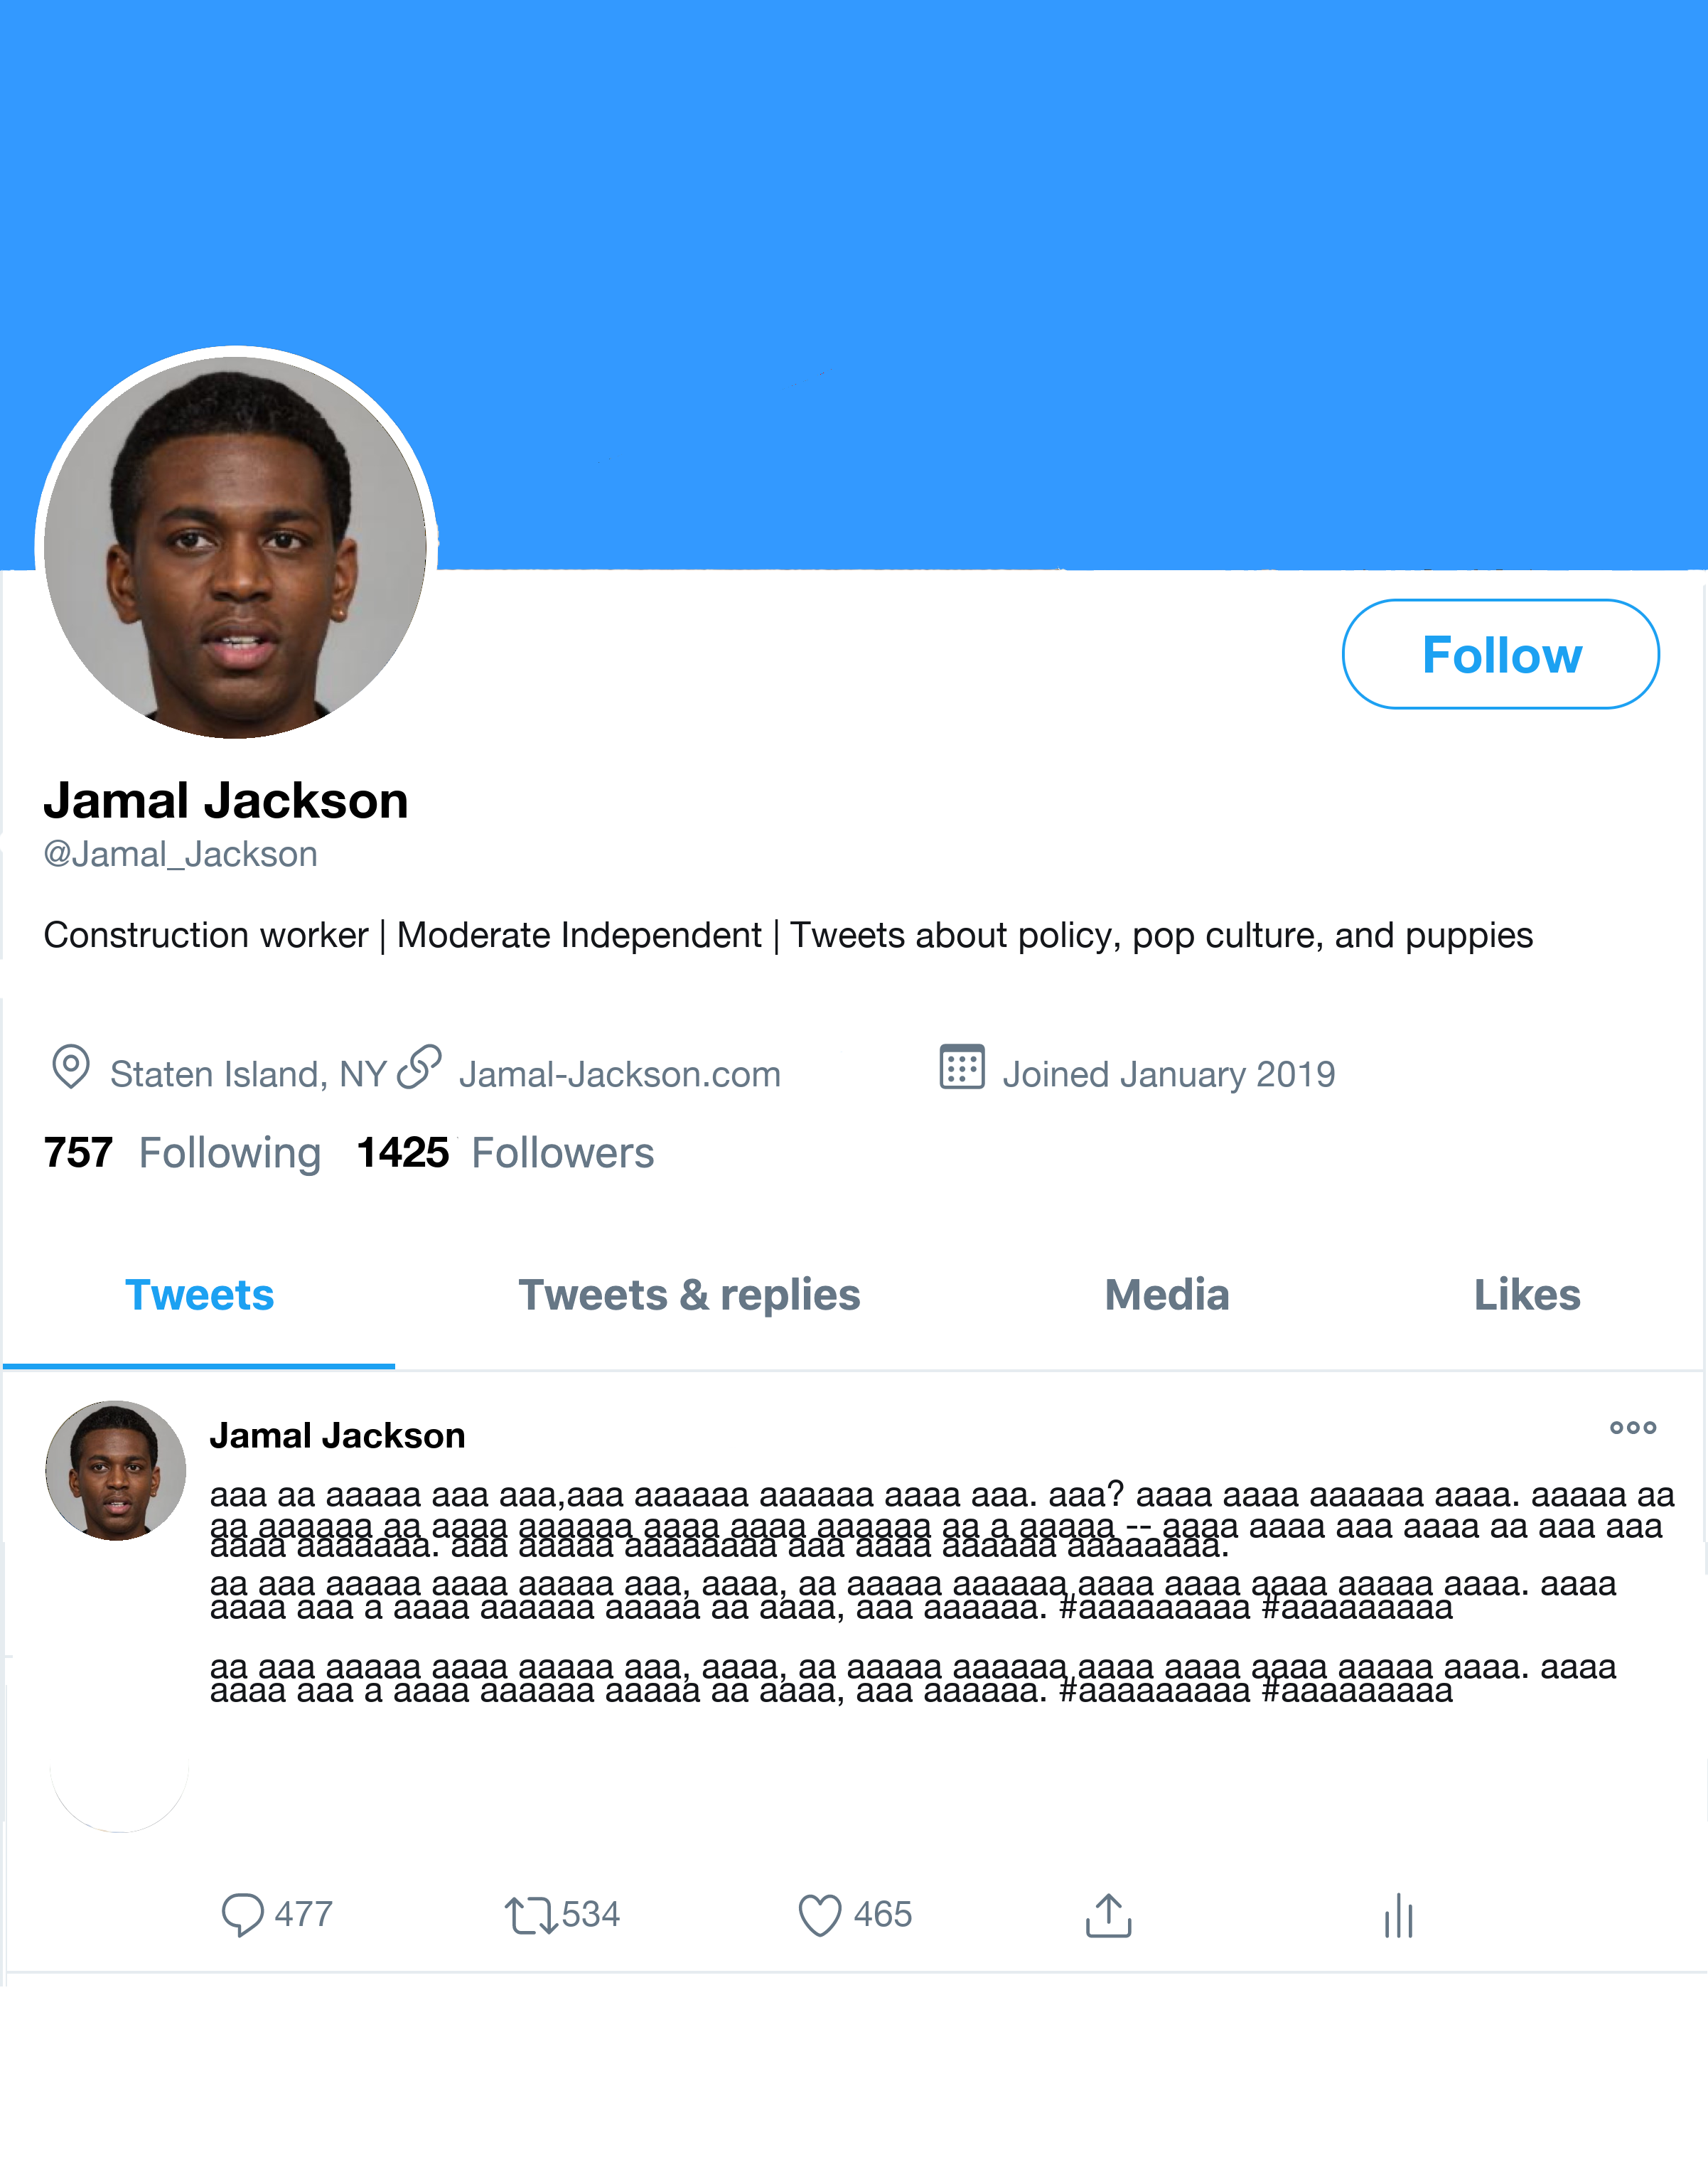 Follow
Jamal Jackson
@Jamal_Jackson
Construction worker | Moderate Independent | Tweets about policy, pop culture, and puppies
Staten Island, NY Jamal-Jackson.com Joined January 2019
757 Following 1425 Followers
Tweets Tweets & replies Media Likes
Jamal Jackson
aaa aa aaaaa aaa aaa,aaa aaaaaa aaaaaa aaaa aaa. aaa? aaaa aaaa aaaaaa aaaa. aaaaa aa
aa aaaaaa aa aaaa aaaaaa aaaa aaaa aaaaaa aa a aaaaa -- aaaa aaaa aaa aaaa aa aaa aaa
aaaa aaaaaaa. aaa aaaaa aaaaaaaa aaa aaaa aaaaaa aaaaaaaa.
aa aaa aaaaa aaaa aaaaa aaa, aaaa, aa aaaaa aaaaaa,aaaa aaaa aaaa aaaaa aaaa. aaaa
aaaa aaa a aaaa aaaaaa aaaaa aa aaaa, aaa aaaaaa. #aaaaaaaaa #aaaaaaaaa
aa aaa aaaaa aaaa aaaaa aaa, aaaa, aa aaaaa aaaaaa,aaaa aaaa aaaa aaaaa aaaa. aaaa
aaaa aaa a aaaa aaaaaa aaaaa aa aaaa, aaa aaaaaa. #aaaaaaaaa #aaaaaaaaa
477 534 465